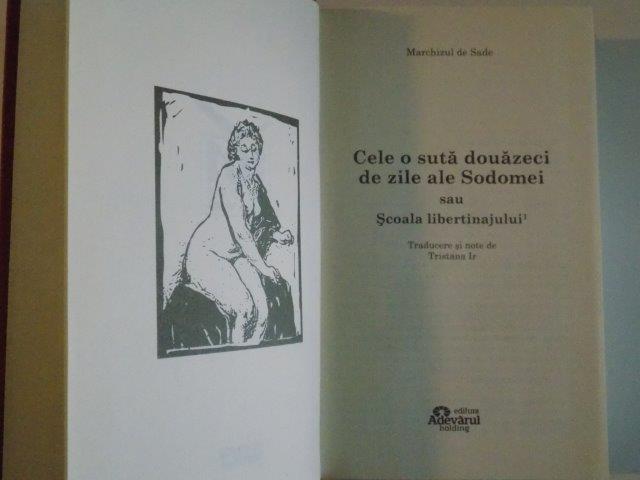 Marchizul de Sade
Cele o sută douăzeci
de zile ale Sodomei
sau
Școala libertinajului¹
Traducere și note de
Tristana Ir
editura
Adevărul
holding